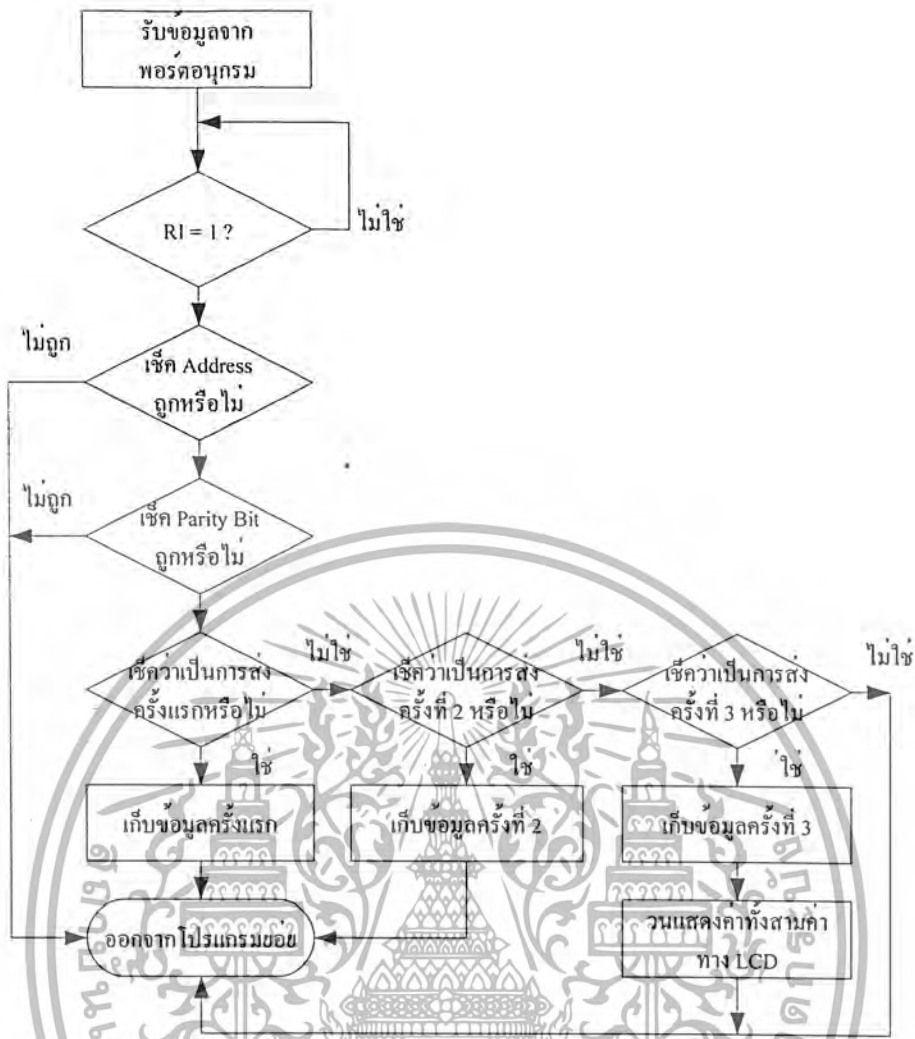 รับข้อมูลจาก
พอร์ตอนุกรม
RI = 1 ?
ไม่ใช่
ไม่ถูก
เช็ค Address
ถูกหรือไม่
ไม่ถูก
เช็ค Parity Bit
ถูกหรือไม่
เช็คว่าเป็นการส่ง
ครั้งแรกหรือไม่
ไม่ใช่
เช็คว่าเป็นการส่ง
ครั้งที่ 2 หรือไม่
ไม่ใช่
เช็คว่าเป็นการส่ง
ครั้งที่ 3 หรือไม่
ไม่ใช่
ใช่
ใช่
ใช่
เก็บข้อมูลครั้งแรก
เก็บข้อมูลครั้งที่ 2
เก็บข้อมูลครั้งที่ 3
ออกจากโปรแกรมย่อย
วนแสดงค่าทั้งสามค่า
ทาง LCD